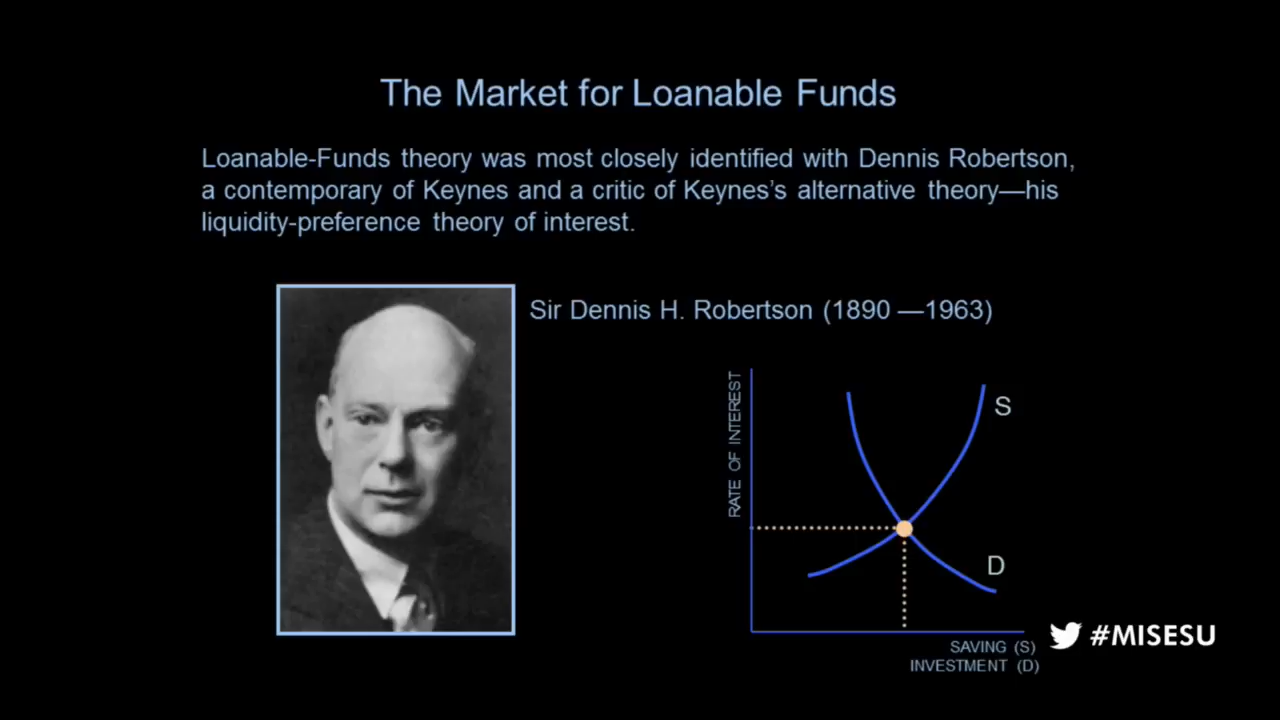 The Market for Loanable Funds
Loanable-Funds theory was most closely identified with Dennis Robertson,
a contemporary of Keynes and a critic of Keynes’s alternative theory—his
liquidity-preference theory of interest.
Sir Dennis H. Robertson (1890 —1963)
RATE OF INTEREST
S
D
SAVING (S)
INVESTMENT (D)
#MISESU